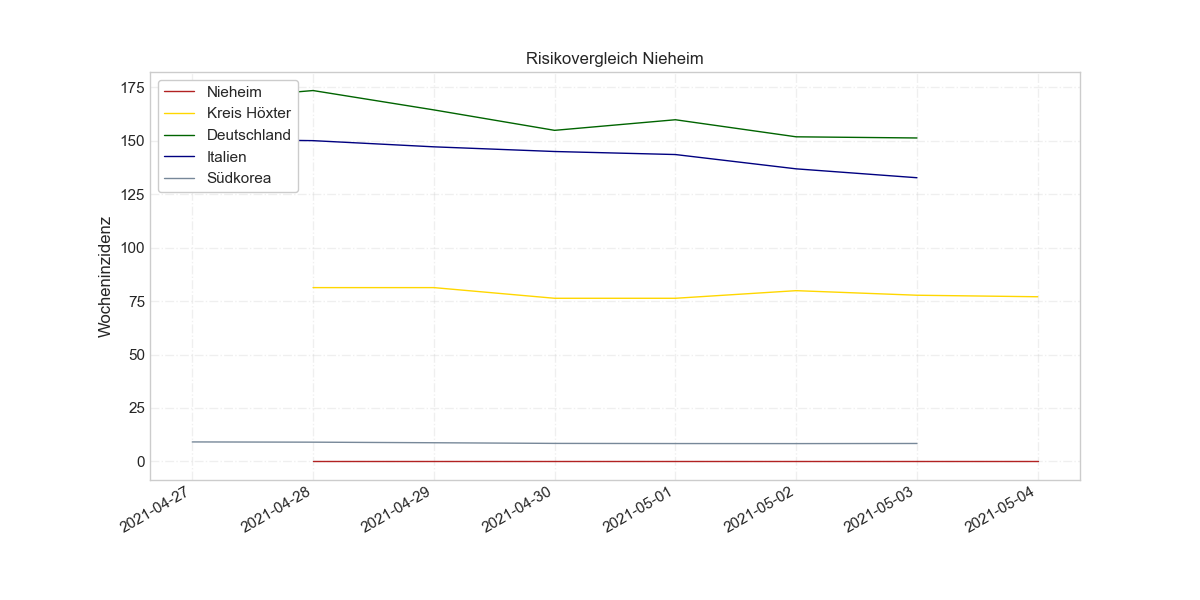 Risikovergleich Nieheim
Nieheim
Kreis Höxter
Deutschland
Italien
Südkorea
Wocheninzidenz
175
150
125
100
75
50
25
0
2021-04-27
2021-04-28
2021-04-29
2021-04-30
2021-05-01
2021-05-02
2021-05-03
2021-05-04